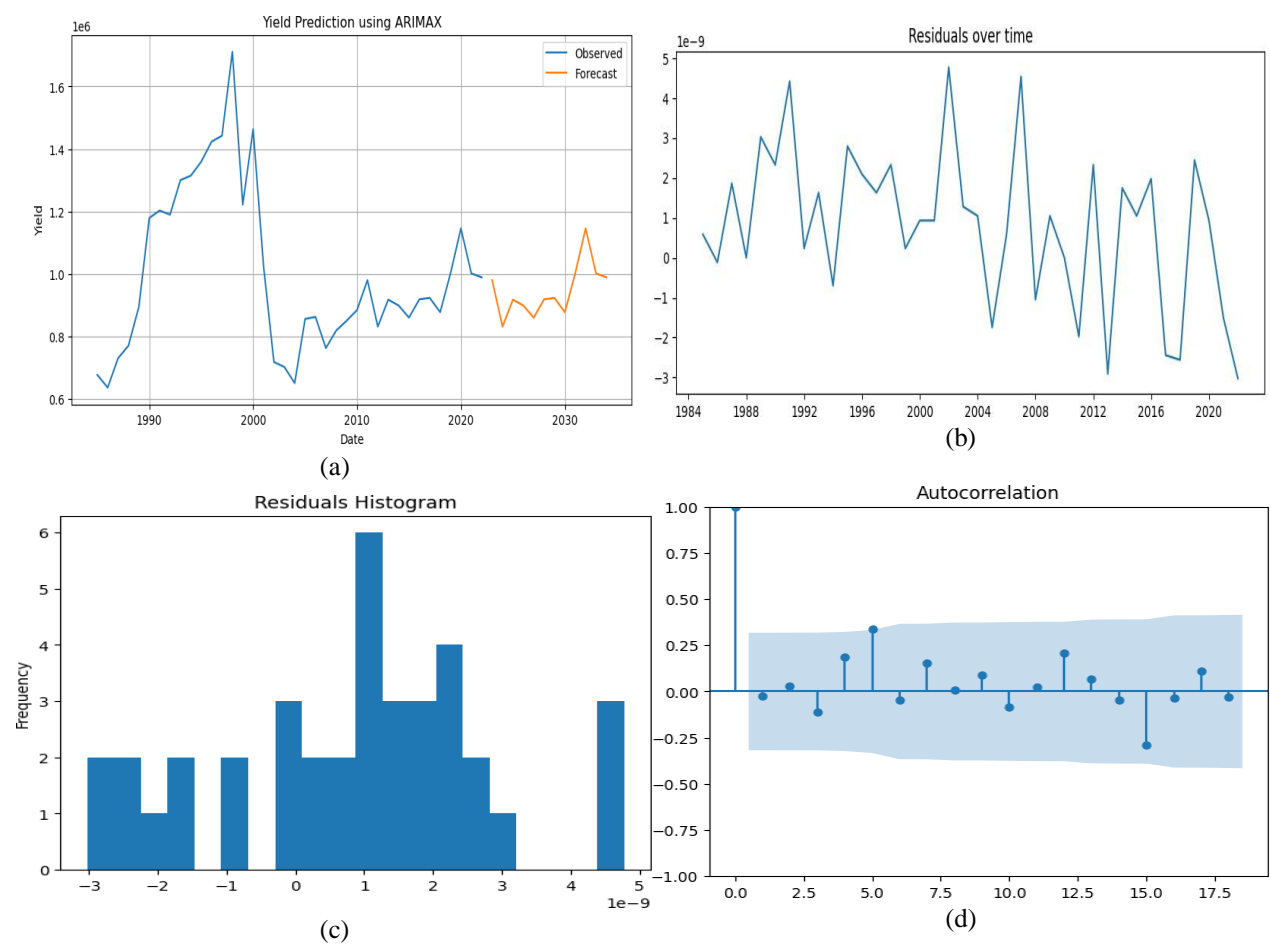 Yield Prediction using ARIMAX
1e6
Observed
Forecast
1.6
1.4
1.2
1.0
0.8
0.6
Yield
1990 2000 2010 2020 2030
Date
(a)
Residuals over time
1e−9
5
4
3
2
1
0
−1
−2
−3
1984 1988 1992 1996 2000 2004 2008 2012 2016 2020
(b)
Residuals Histogram
6
5
4
3
2
1
0
Frequency
−3 −2 −1 0 1 2 3 4 5
1e−9
(c)
Autocorrelation
1.00
0.75
0.50
0.25
0.00
−0.25
−0.50
−0.75
−1.00
0.0 2.5 5.0 7.5 10.0 12.5 15.0 17.5
(d)